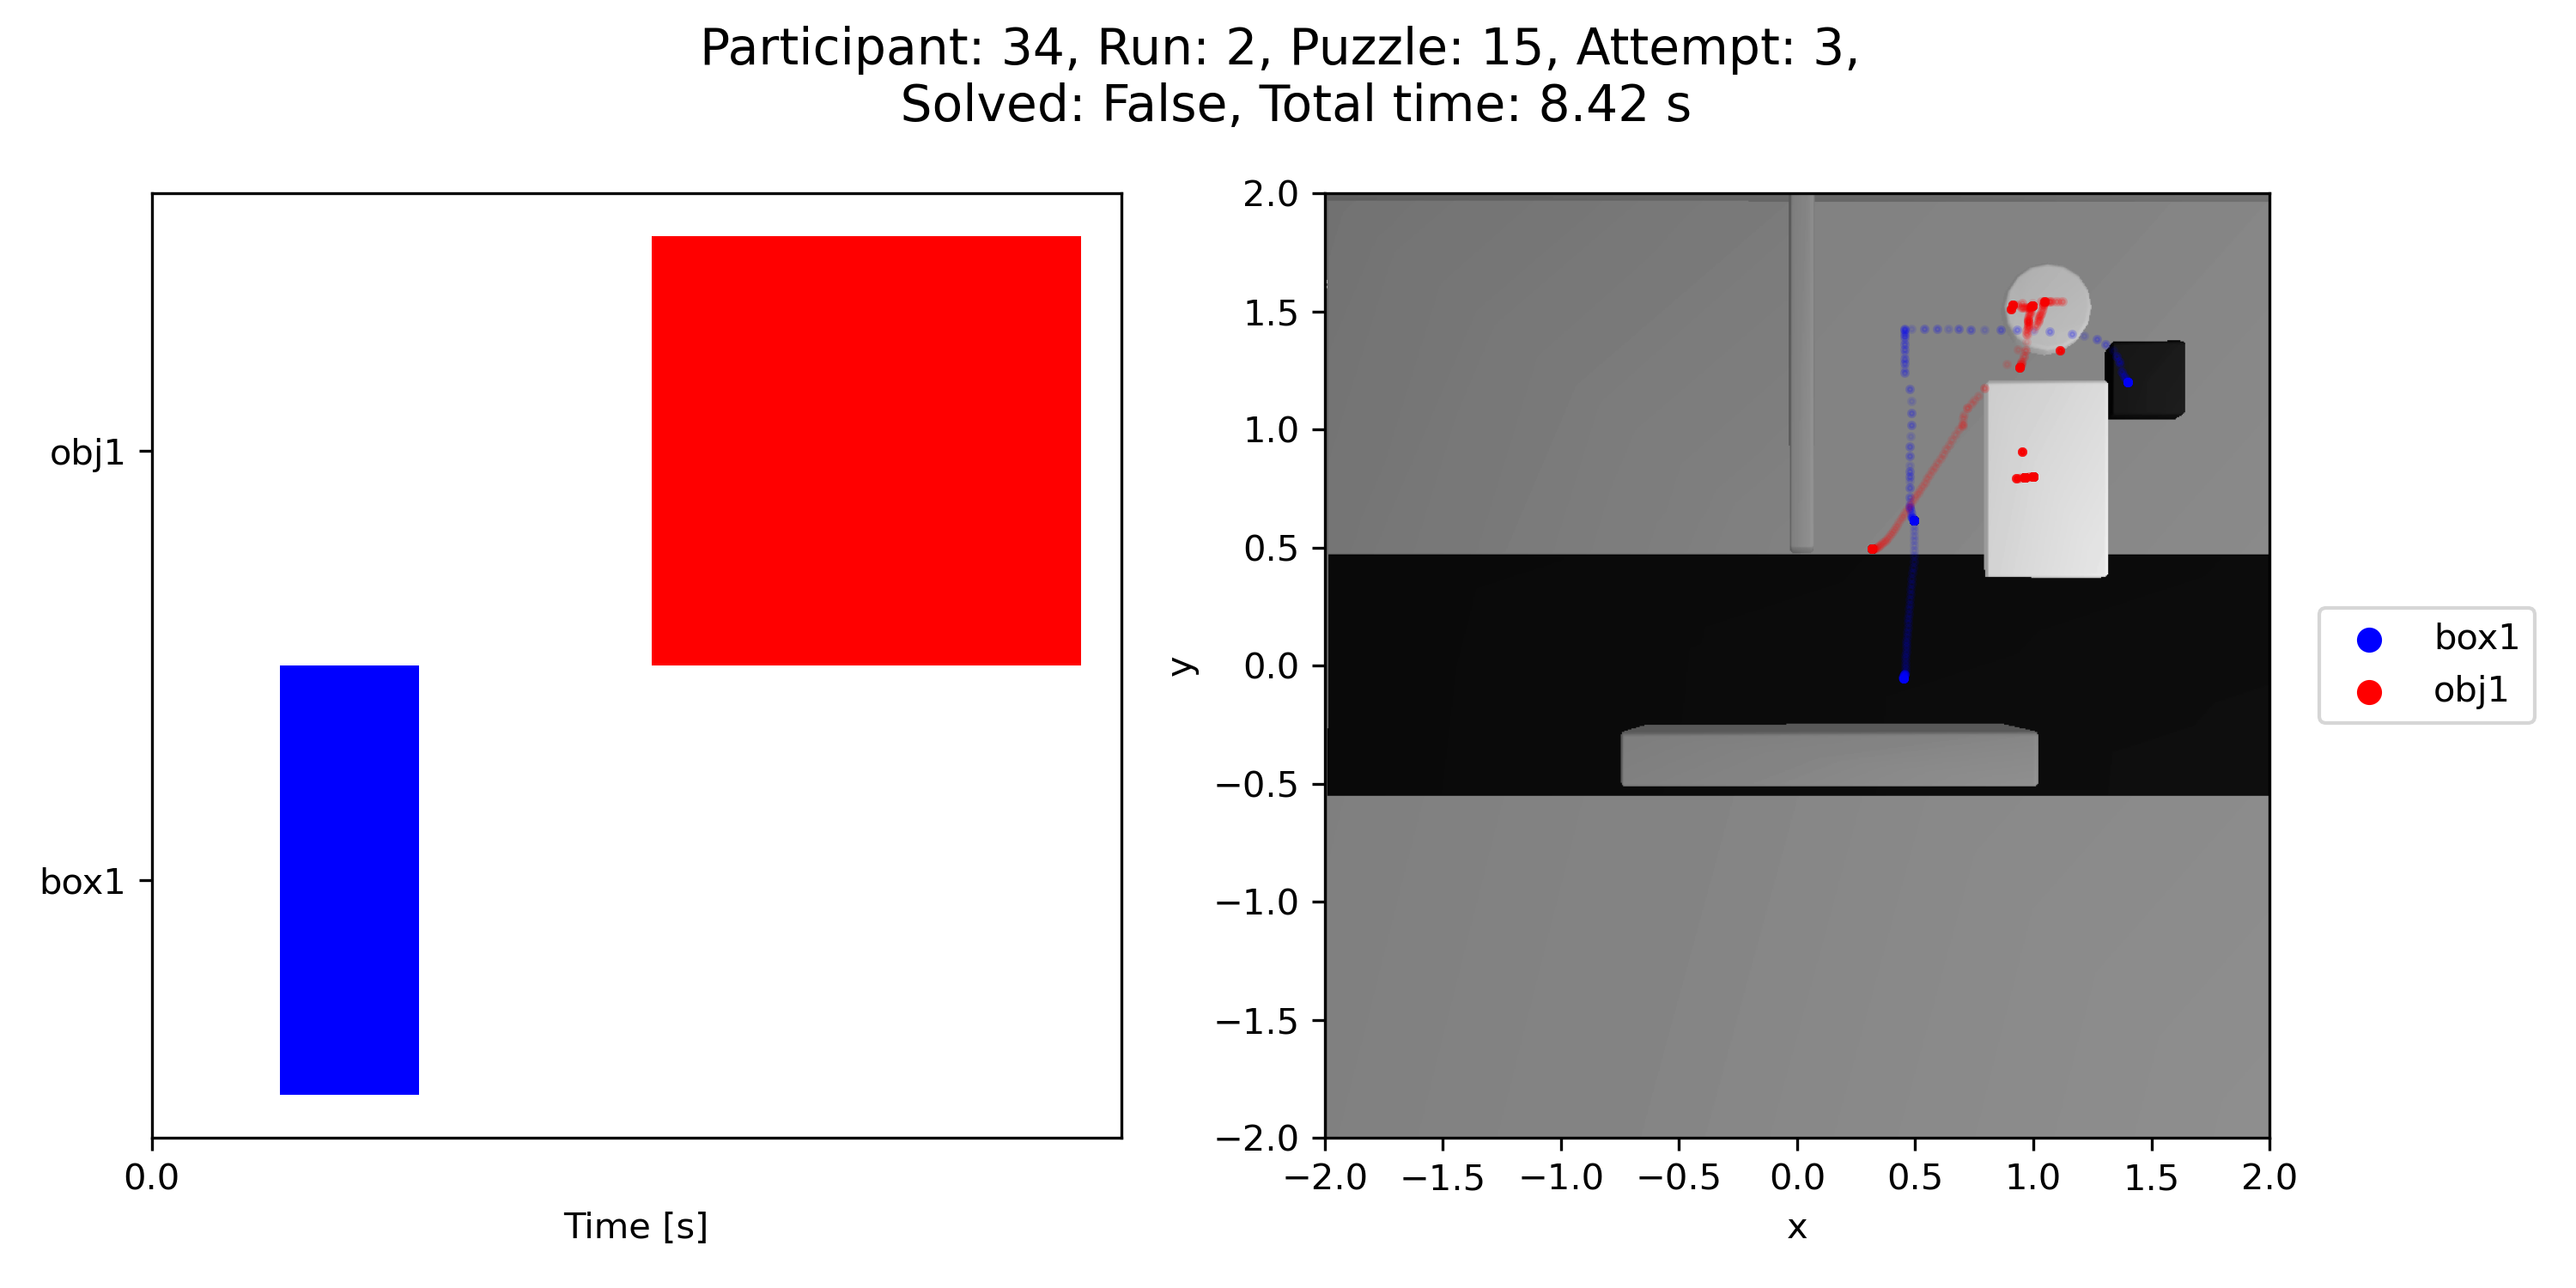 Participant: 34, Run: 2, Puzzle: 15, Attempt: 3,
Solved: False, Total time: 8.42 s
obj1
box1
0.0
Time [s]
2.0
1.5
1.0
0.5
0.0
−0.5
−1.0
−1.5
−2.0
y
−2.0 −1.5 −1.0 −0.5 0.0 0.5 1.0 1.5 2.0
x
box1
obj1